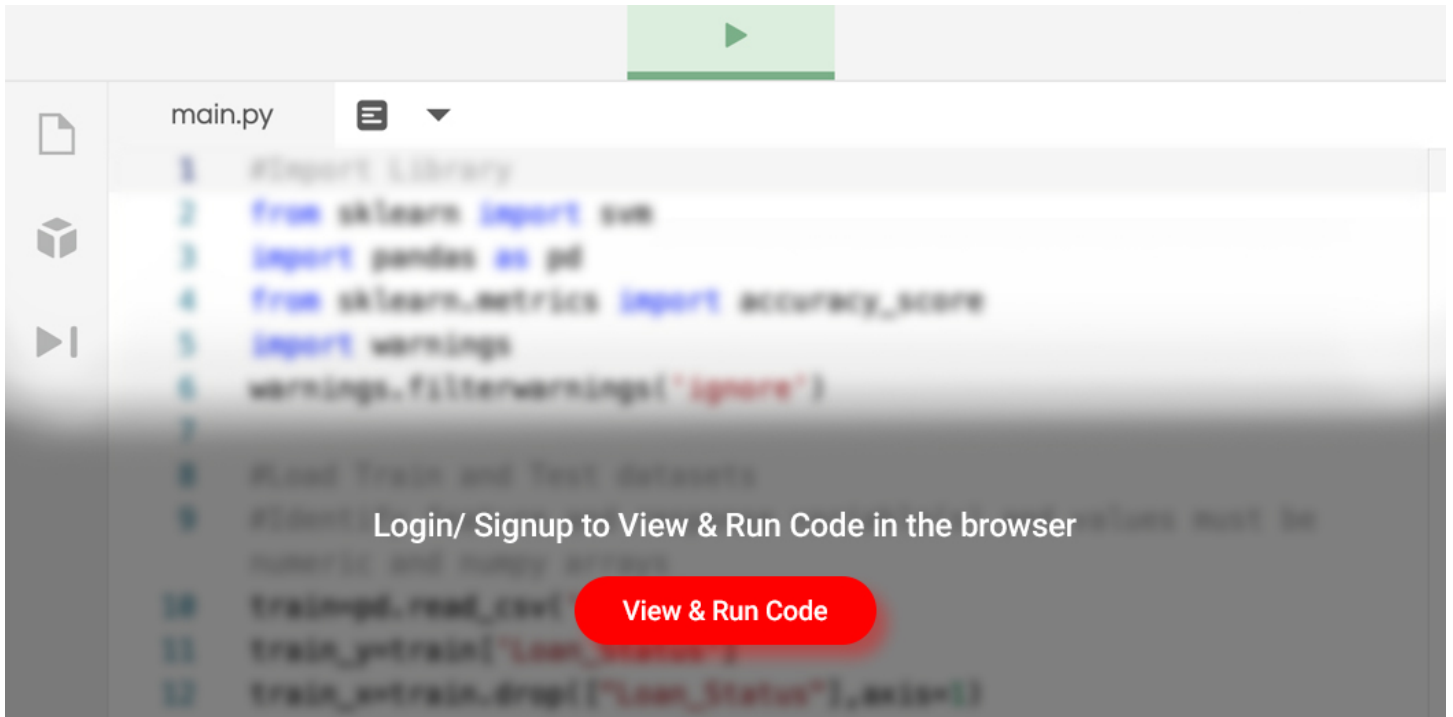 main.py
1 #Import Library
2 from sklearn import svm
3 import pandas as pd
4 from sklearn.metrics import accuracy_score
5 import warnings
6 warnings.filterwarnings('ignore')
7
8 #Load Train and Test datasets
9 values must be
Login/ Signup to View & Run Code in the browser
numeric and numpy arrays
10 train=pd.read_csv('
View & Run Code
11 train_y=train["Loan_Status"]
12 train_x=train.drop(["Loan_Status"],axis=1)